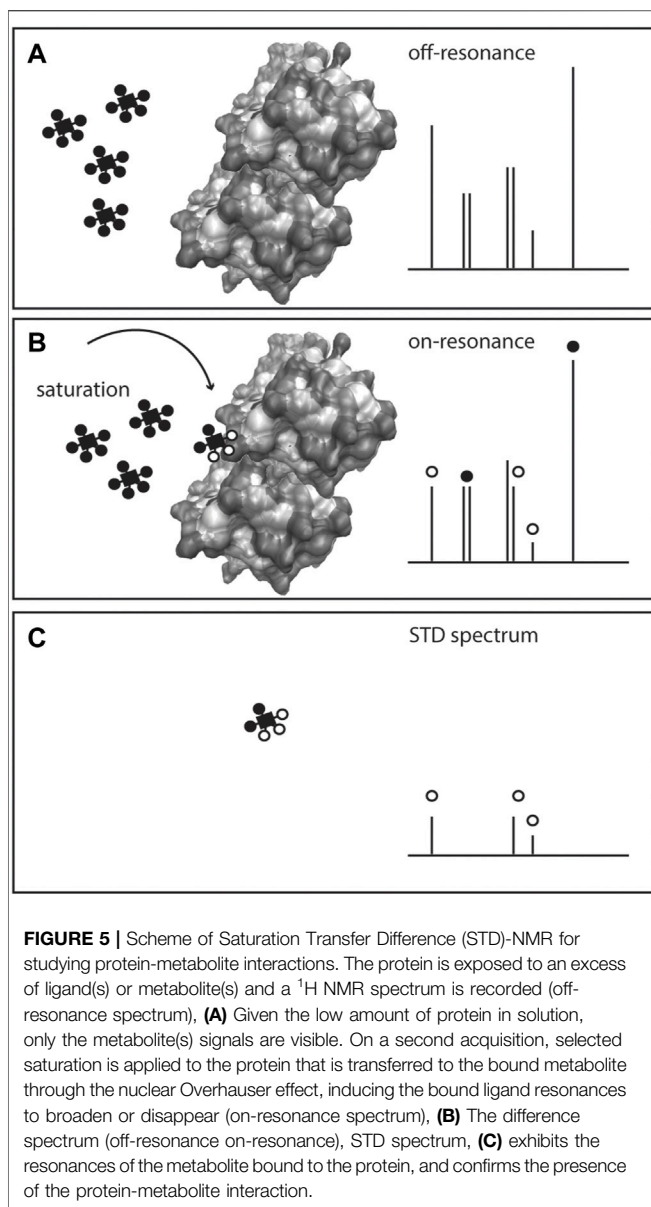 A
off-resonance
B
on-resonance
saturation
C
STD spectrum
FIGURE 5 | Scheme of Saturation Transfer Difference (STD)-NMR for
studying protein-metabolite interactions. The protein is exposed to an excess
of ligand(s) or metabolite(s) and a ¹H NMR spectrum is recorded (off-
resonance spectrum), (A) Given the low amount of protein in solution,
only the metabolite(s) signals are visible. On a second acquisition, selected
saturation is applied to the protein that is transferred to the bound metabolite
through the nuclear Overhauser effect, inducing the bound ligand resonances
to broaden or disappear (on-resonance spectrum), (B) The difference
spectrum (off-resonance on-resonance), STD spectrum, (C) exhibits the
resonances of the metabolite bound to the protein, and confirms the presence
of the protein-metabolite interaction.